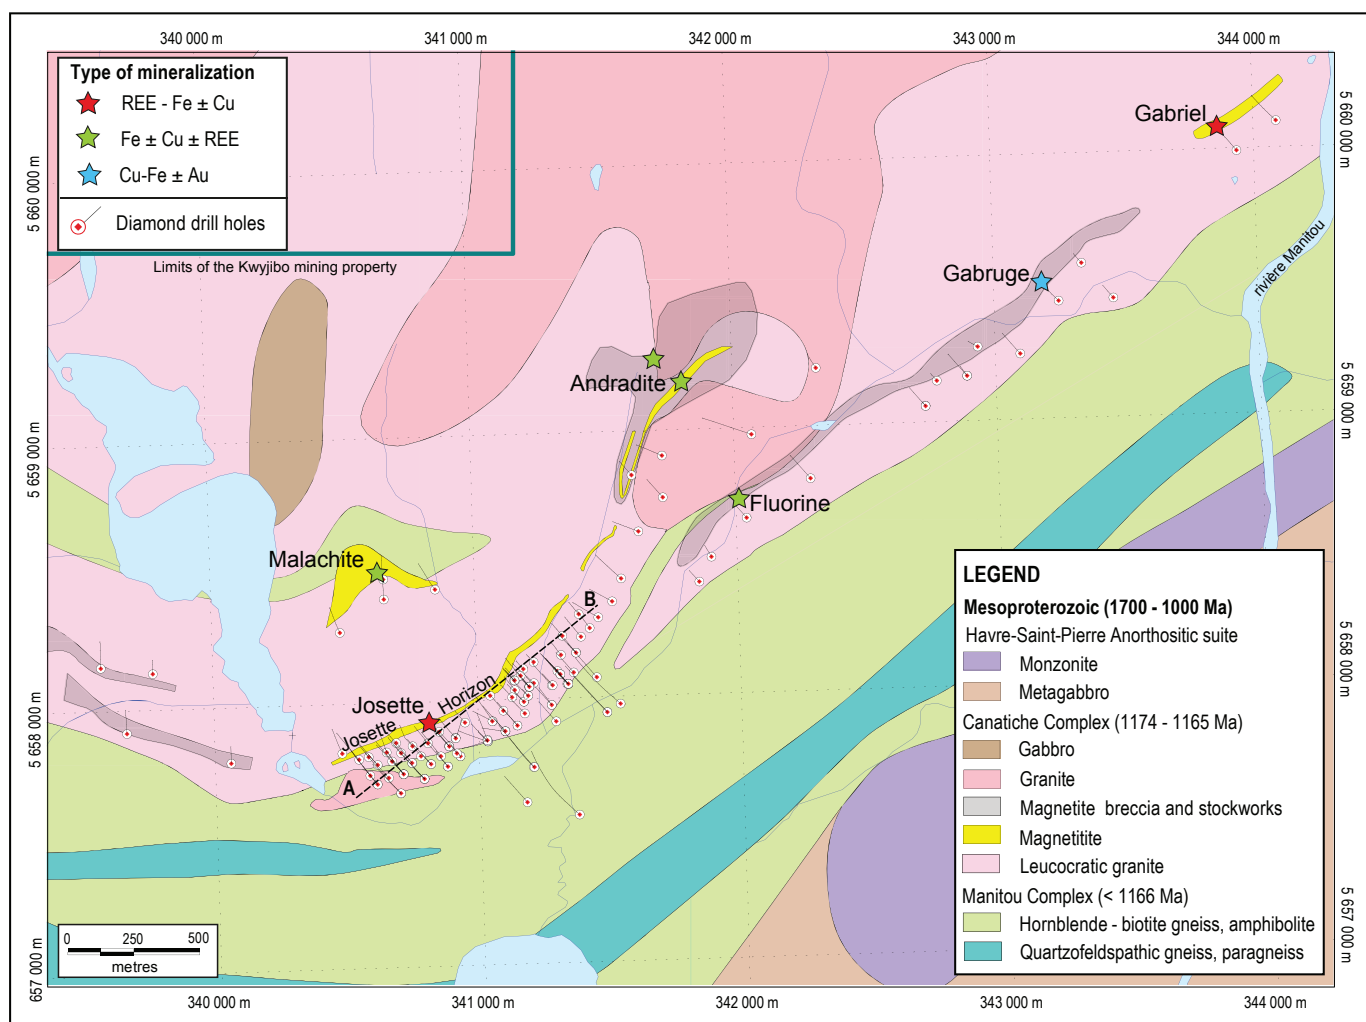 340 000 m
341 000 m
342 000 m
343 000 m
344 000 m
Type of mineralization
REE - Fe ± Cu
Fe ± Cu ± REE
Cu-Fe ± Au
Diamond drill holes
Limits of the Kwyjibo mining property
5 660 000 m
5 659 000 m
5 658 000 m
657 000 m
5 660 000 m
5 659 000 m
5 668 000 m
5 657 000 m
Gabriel
Gabruge
rivière Manitou
Andradite
Fluorine
Malachite
B
Josette
Josette Horizon
A
LEGEND
Mesoproterozoic (1700 - 1000 Ma)
Havre-Saint-Pierre Anorthositic suite
Monzonite
Metagabbro
Canatiche Complex (1174 - 1165 Ma)
Gabbro
Granite
Magnetite breccia and stockworks
Magnetitite
Leucocratic granite
Manitou Complex (< 1166 Ma)
Hornblende - biotite gneiss, amphibolite
Quartzofeldspathic gneiss, paragneiss
0 250 500
metres
340 000 m
341 000 m
342 000 m
343 000 m
344 000 m